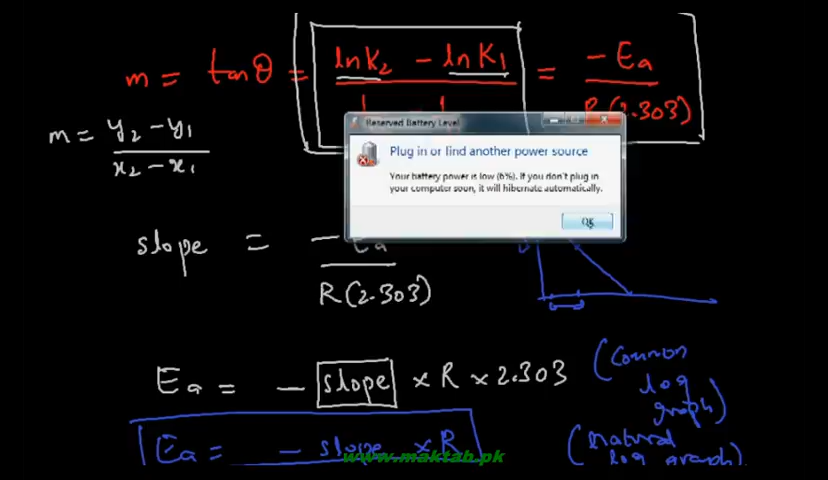 m = tanθ = lnK₂ - lnK₁ / 1 - 1 = -Ea / R(2.303)
m = y₂ - y₁ / x₂ - x₁
Reserved Battery Level
Plug in or find another power source
Your battery power is low (6%). If you don't plug in
your computer soon, it will hibernate automatically.
OK
slope = -Ea / R(2.303)
Ea = - slope × R × 2.303
(Common
log
graph)
Ea = - slope × R
(natural
log graph)
www.maktab.pk